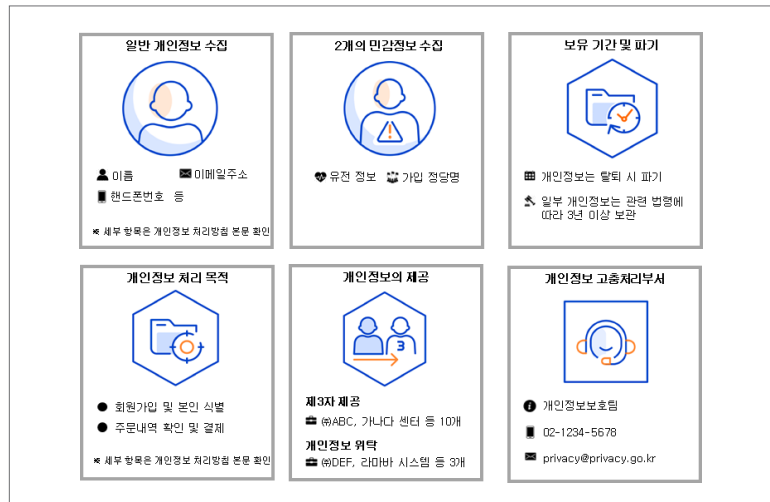 일반 개인정보 수집
이름 이메일주소
핸드폰번호 등
※ 세부 항목은 개인정보 처리방침 본문 확인
2개의 민감정보 수집
유전 정보 가입 정당명
보유 기간 및 파기
개인정보는 탈퇴 시 파기
일부 개인정보는 관련 법령에
따라 3년 이상 보관
개인정보 처리 목적
회원가입 및 본인 식별
주문내역 확인 및 결제
※ 세부 항목은 개인정보 처리방침 본문 확인
개인정보의 제공
3
제3자 제공
㈜ABC, 가나다 센터 등 10개
개인정보 위탁
㈜DEF, 라마바 시스템 등 3개
개인정보 고충처리부서
개인정보보호팀
02-1234-5678
privacy@privacy.go.kr